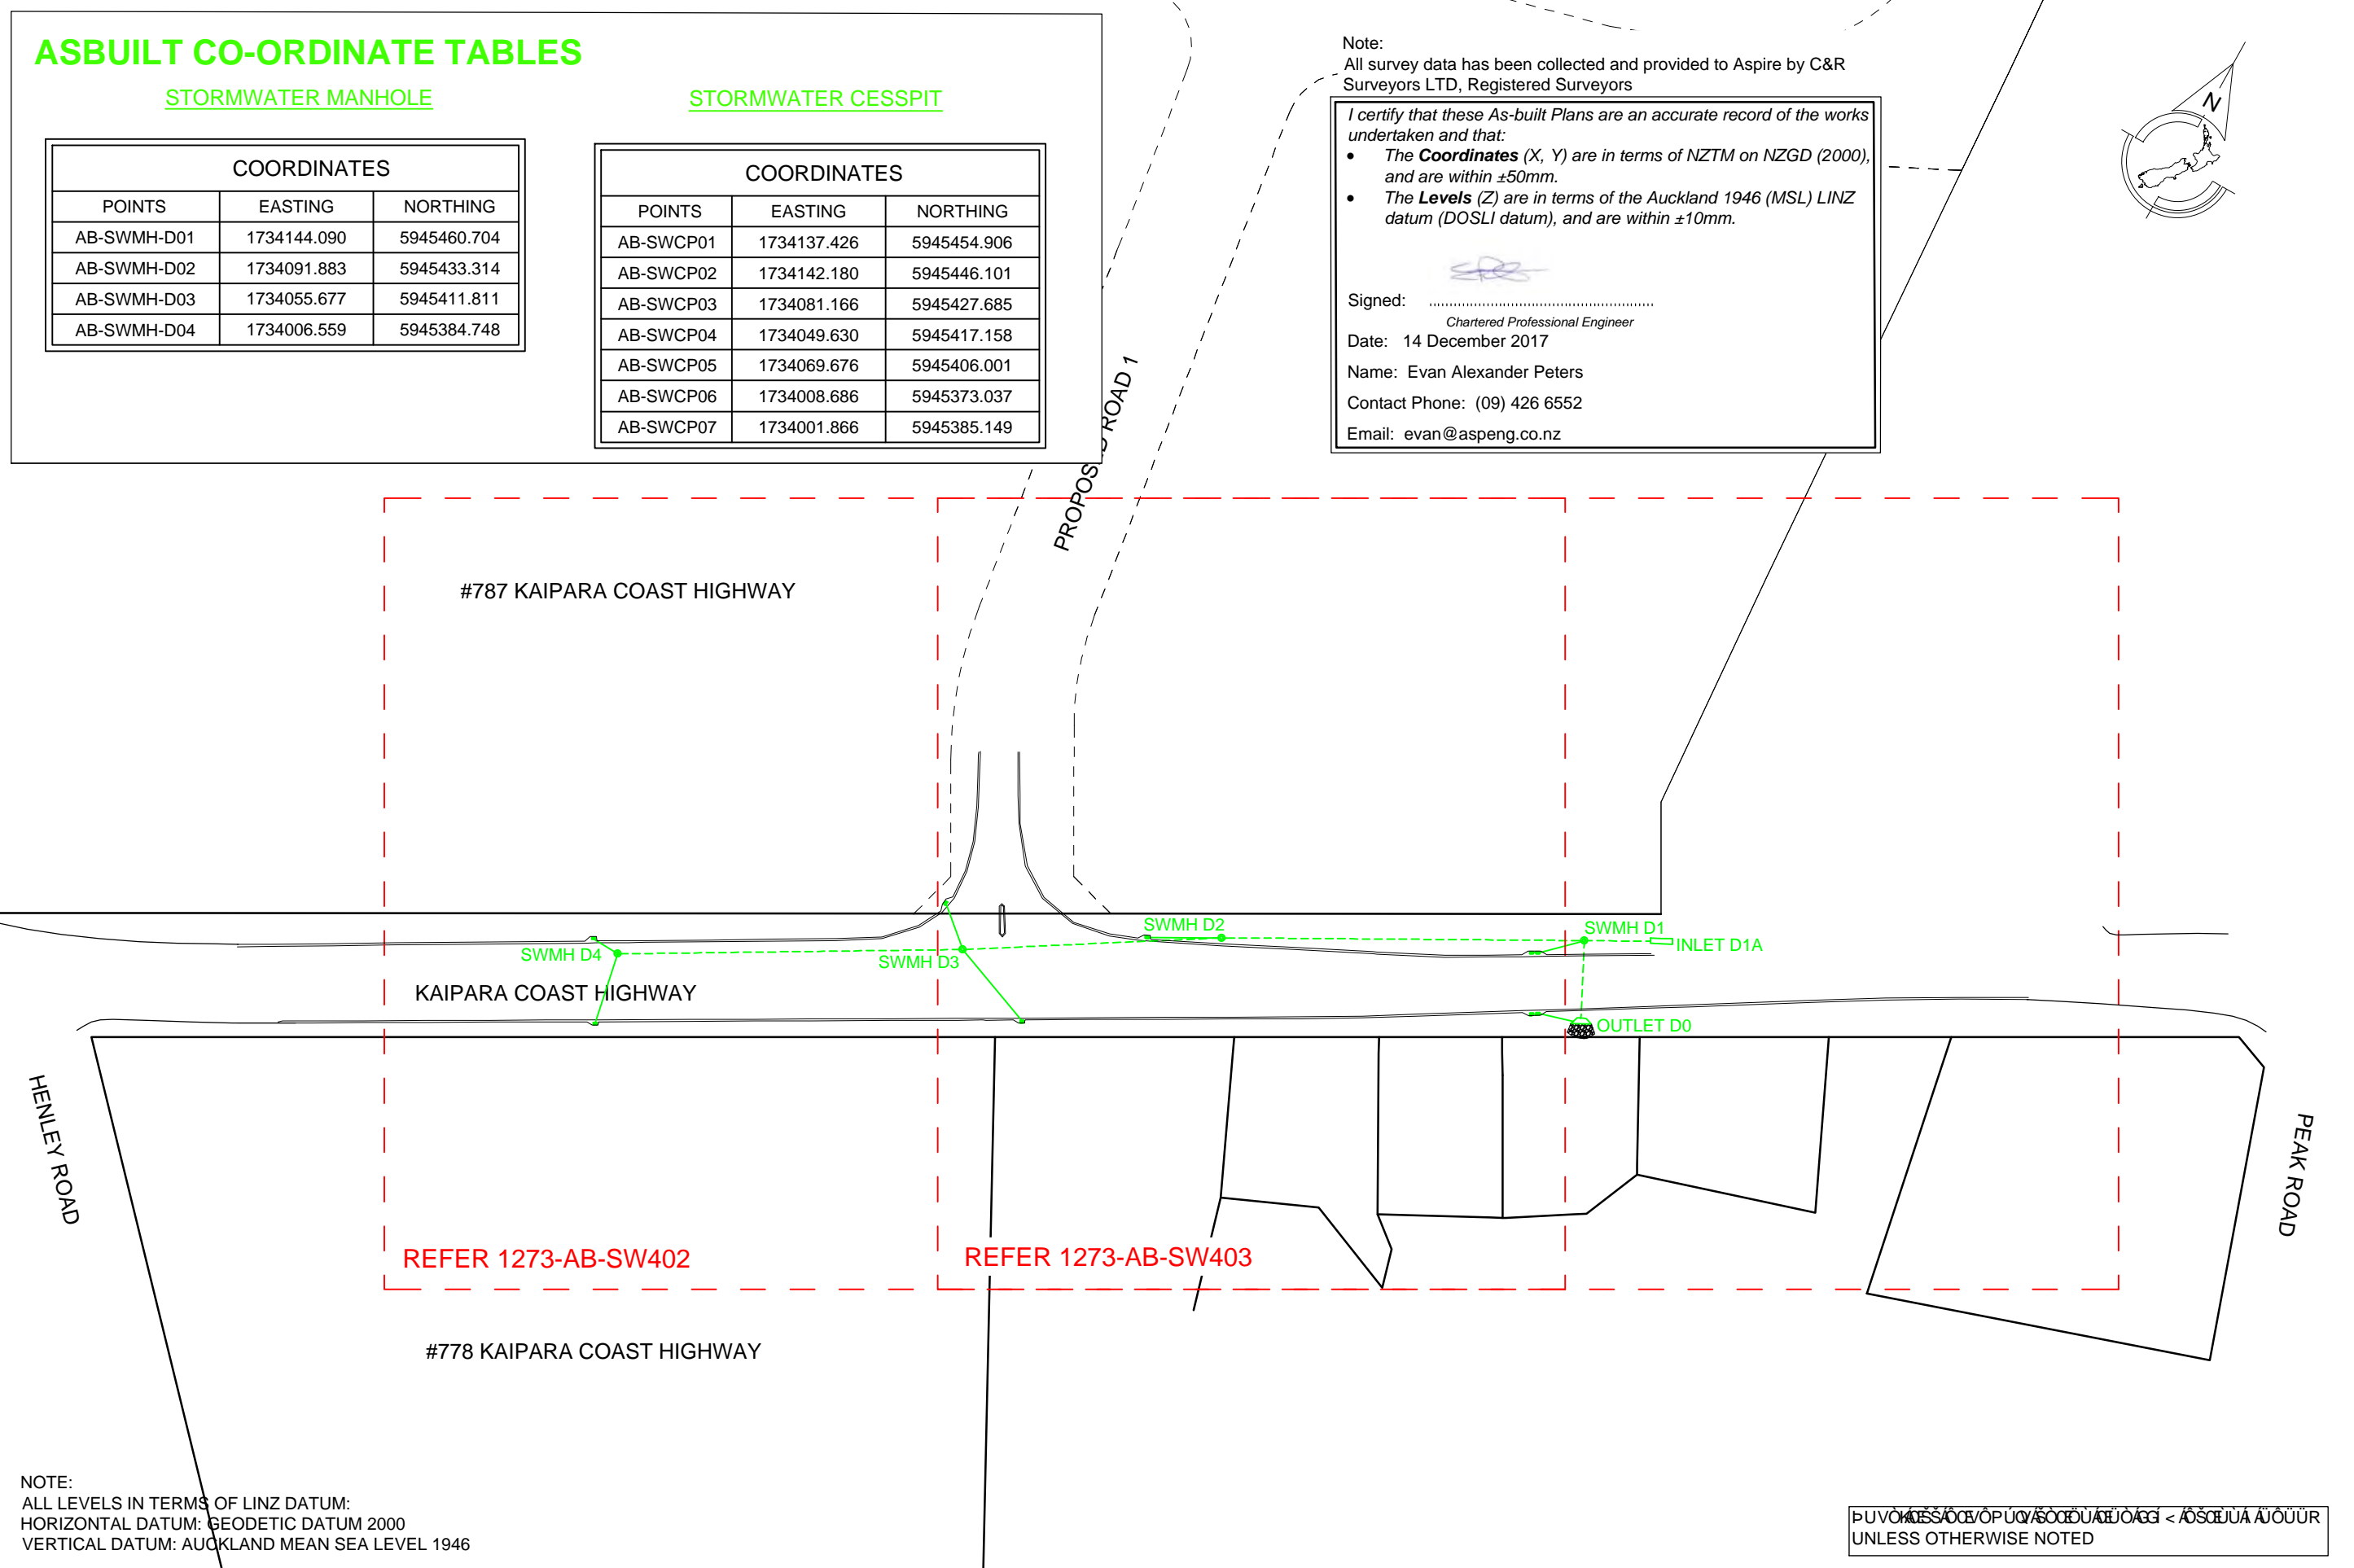 ASBUILT CO-ORDINATE TABLES
STORMWATER MANHOLE
COORDINATES
POINTS EASTING NORTHING
AB-SWMH-D01 1734144.090 5945460.704
AB-SWMH-D02 1734091.883 5945433.314
AB-SWMH-D03 1734055.677 5945411.811
AB-SWMH-D04 1734006.559 5945384.748
STORMWATER CESSPIT
COORDINATES
POINTS EASTING NORTHING
AB-SWCP01 1734137.426 5945454.906
AB-SWCP02 1734142.180 5945446.101
AB-SWCP03 1734081.166 5945427.685
AB-SWCP04 1734049.630 5945417.158
AB-SWCP05 1734069.676 5945406.001
AB-SWCP06 1734008.686 5945373.037
AB-SWCP07 1734001.866 5945385.149
Note:
All survey data has been collected and provided to Aspire by C&R
Surveyors LTD, Registered Surveyors
I certify that these As-built Plans are an accurate record of the works
undertaken and that:
• The Coordinates (X, Y) are in terms of NZTM on NZGD (2000),
and are within ±50mm.
• The Levels (Z) are in terms of the Auckland 1946 (MSL) LINZ
datum (DOSLI datum), and are within ±10mm.
Signed:
Chartered Professional Engineer
Date: 14 December 2017
Name: Evan Alexander Peters
Contact Phone: (09) 426 6552
Email: evan@aspeng.co.nz
N
PROPOSED ROAD 1
#787 KAIPARA COAST HIGHWAY
SWMH D2
SWMH D1
INLET D1A
SWMH D4
SWMH D3
KAIPARA COAST HIGHWAY
OUTLET D0
HENLEY ROAD
PEAK ROAD
REFER 1273-AB-SW402
REFER 1273-AB-SW403
#778 KAIPARA COAST HIGHWAY
NOTE:
ALL LEVELS IN TERMS OF LINZ DATUM:
HORIZONTAL DATUM: GEODETIC DATUM 2000
VERTICAL DATUM: AUCKLAND MEAN SEA LEVEL 1946
UNLESS OTHERWISE NOTED